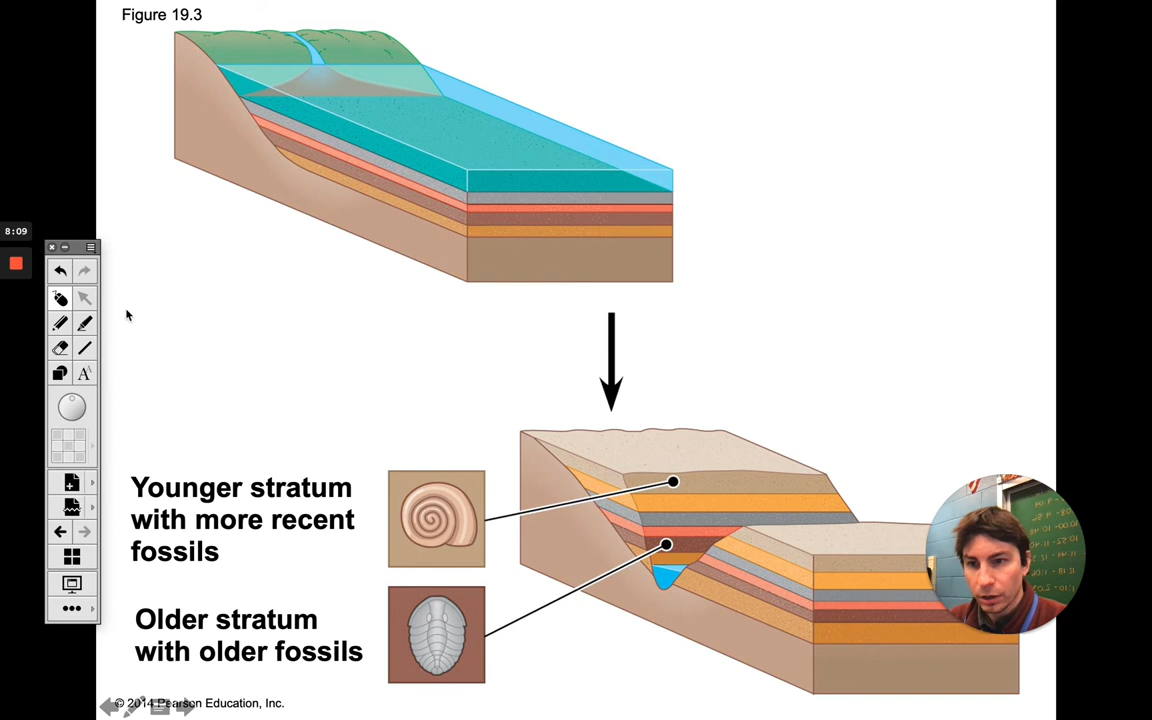 Figure 19.3
8:09
A
Younger stratum
with more recent
fossils
Older stratum
with older fossils
© 2014 Pearson Education, Inc.